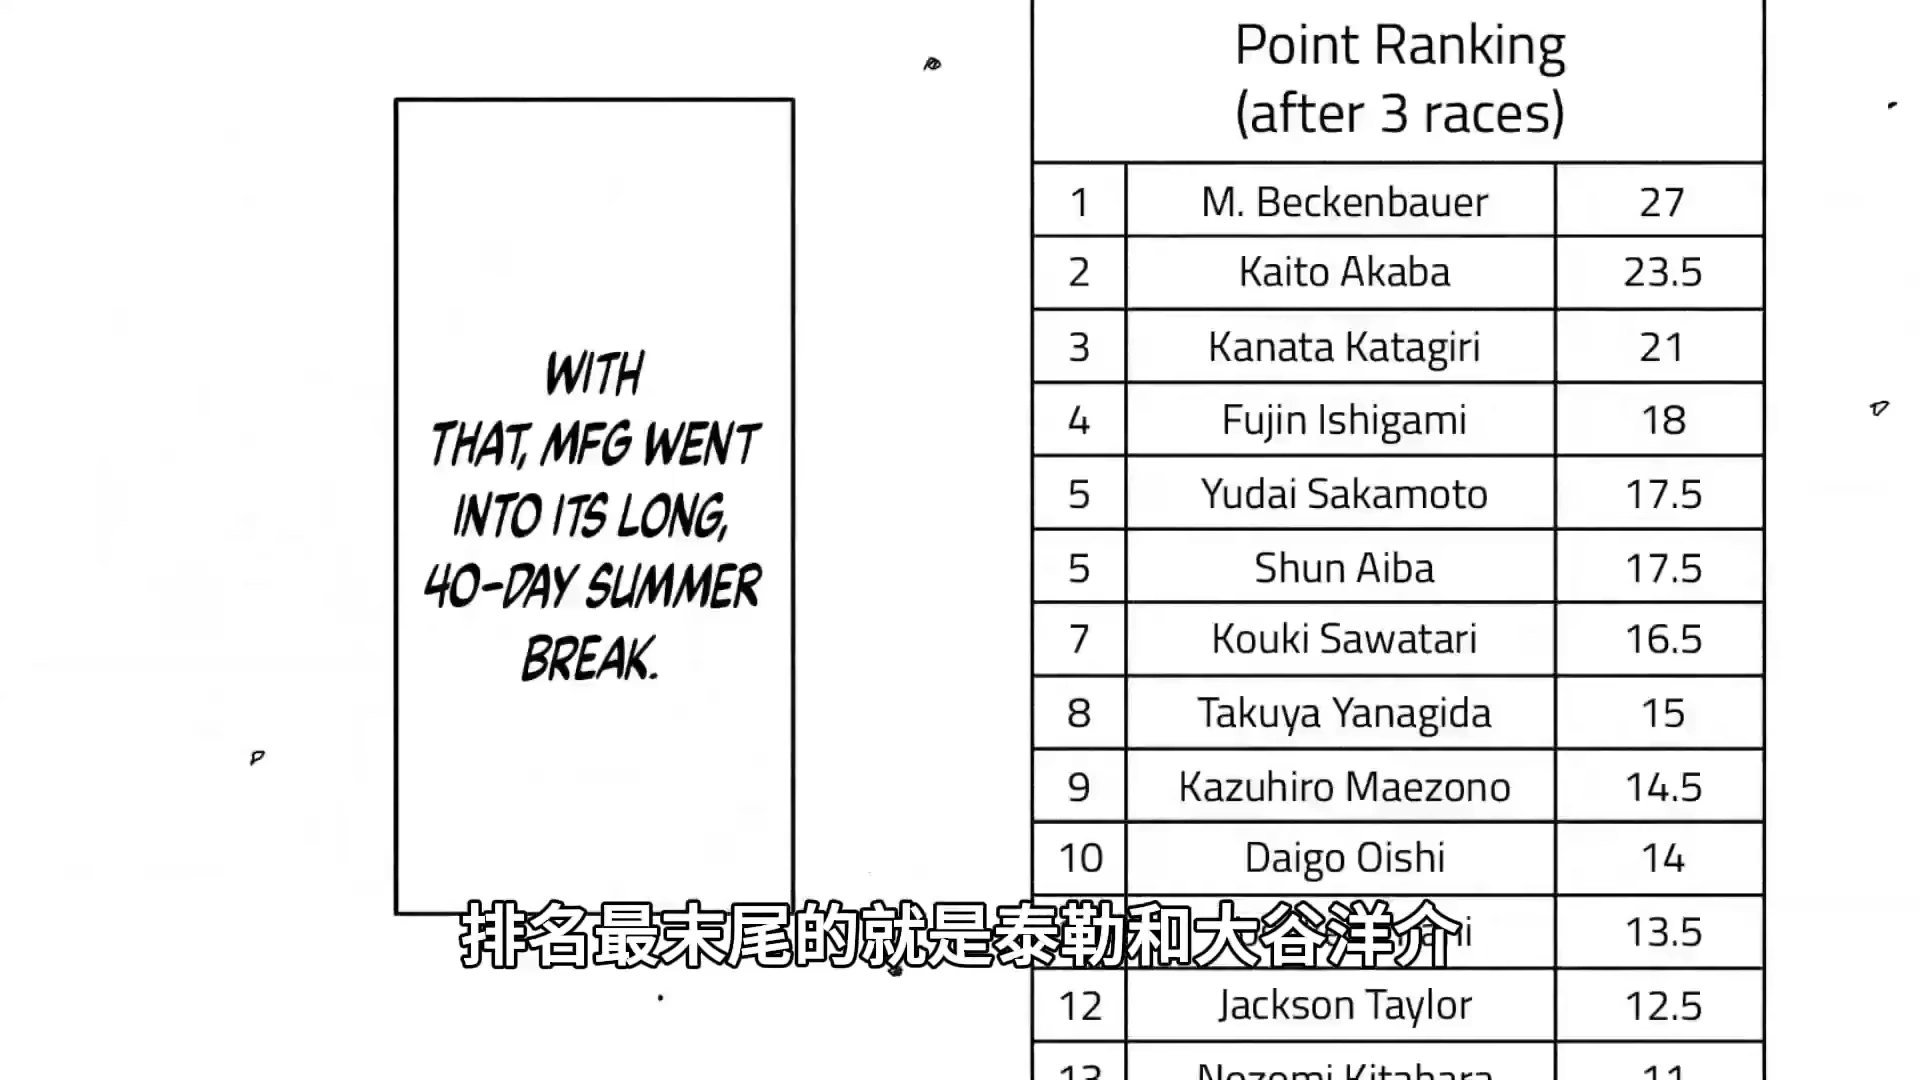 WITH
THAT, MFG WENT
INTO ITS LONG,
40-DAY SUMMER
BREAK.
Point Ranking
(after 3 races)
1 M. Beckenbauer 27
2 Kaito Akaba 23.5
3 Kanata Katagiri 21
4 Fujin Ishigami 18
5 Yudai Sakamoto 17.5
5 Shun Aiba 17.5
7 Kouki Sawatari 16.5
8 Takuya Yanagida 15
9 Kazuhiro Maezono 14.5
10 Daigo Oishi 14
13.5
12 Jackson Taylor 12.5
13 Nozomi Kitahara 11
排名最末尾的就是泰勒和大谷洋介